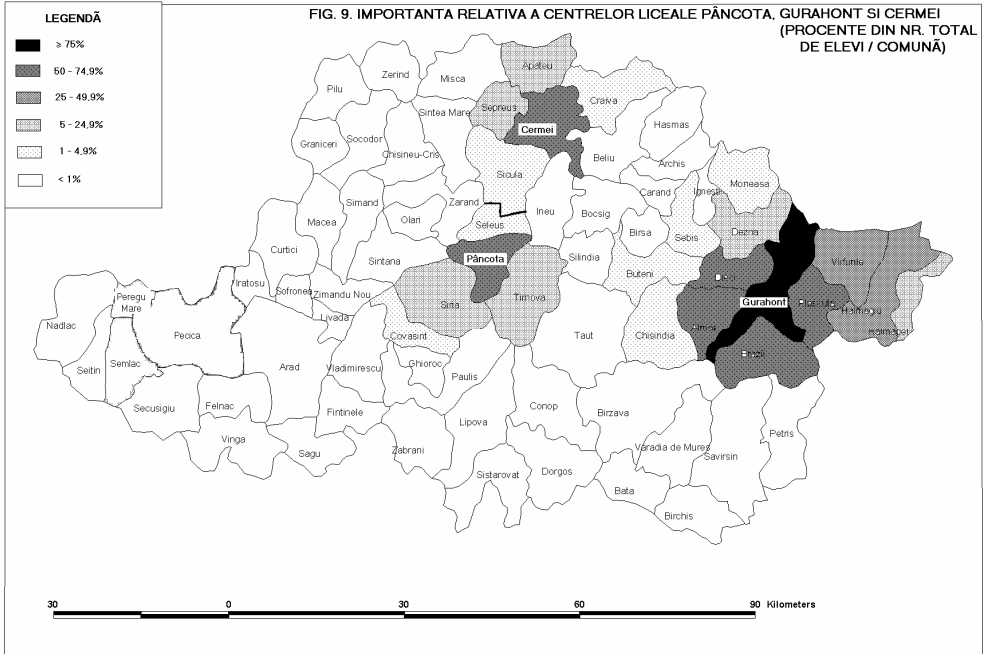 FIG. 9. IMPORTANTA RELATIVA A CENTRELOR LICEALE PÂNCOTA, GURAHONT SI CERMEI
(PROCENTE DIN NR. TOTAL
DE ELEVI / COMUNÃ)
LEGENDÃ
≥ 75%
50 - 74,9%
25 - 49,9%
5 - 24,9%
1 - 4,9%
< 1%
Apateu
Misca
Zerind
Pilu
Craiva
Sepreus
Sintea Mare
Cermei
Hasmas
Socodor
Graniceri
Chisineu-Cris
Beliu
Archis
Sicula
Moneasa
Ignesti
Carand
Simand
Zarand
Ineu
Bocsig
Macea
Olari
Seleus
Birsa
Sebis
Dezna
Curtici
Sintana
Pâncota
Silindia
Virfurile
Buteni
Iratosu
Sofronea
Zimandu Nou
Siria
Tirnova
Gurahont
Peregu
Mare
Halmagiu
Livada
Nadlac
Pecica
Covasint
Taut
Chisindia
Halmagel
Brazii
Semlac
Seitin
Arad
Vladimirescu
Ghioroc
Paulis
Secusigiu
Felnac
Fintinele
Conop
Birzava
Lipova
Petris
Vinga
Sagu
Zabrani
Varadia de Mures
Savirsin
Sistarovat
Dorgos
Bata
Birchis
30 0 30 60 90 Kilometers